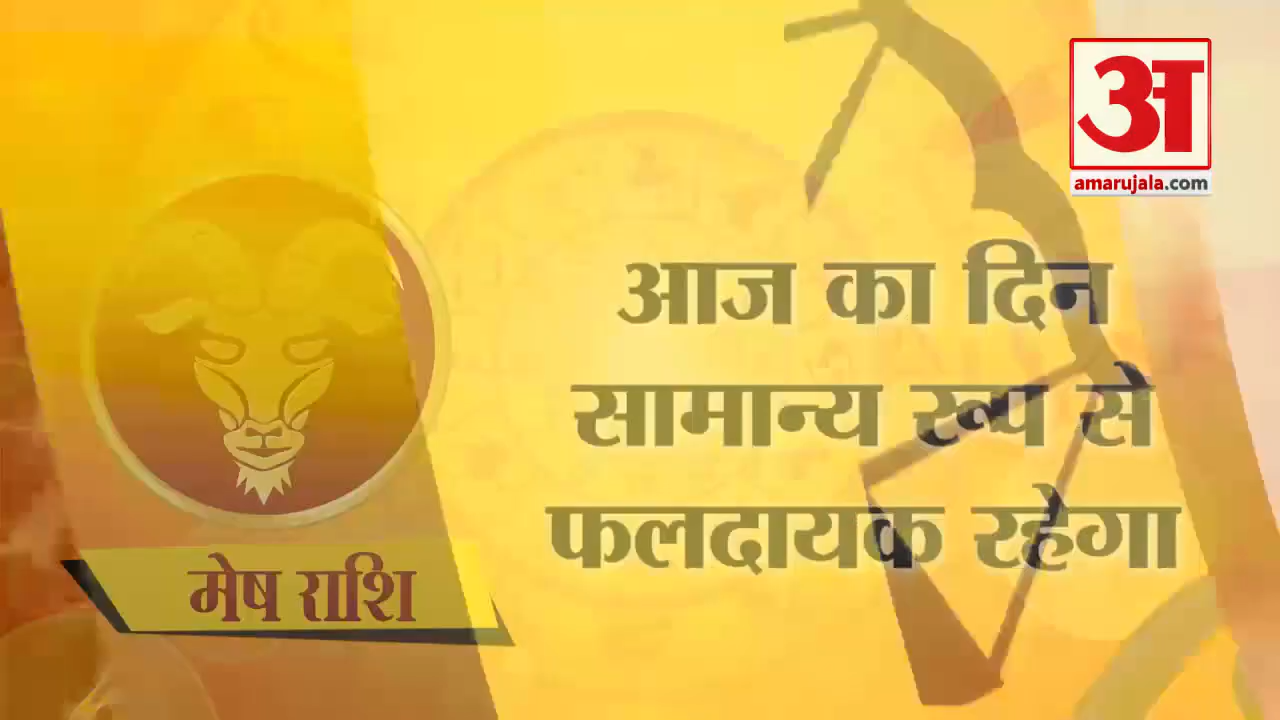 अ
amarujala.com
आज का दिन
सामान्य रूप से
फलदायक रहेगा
मेष राशि